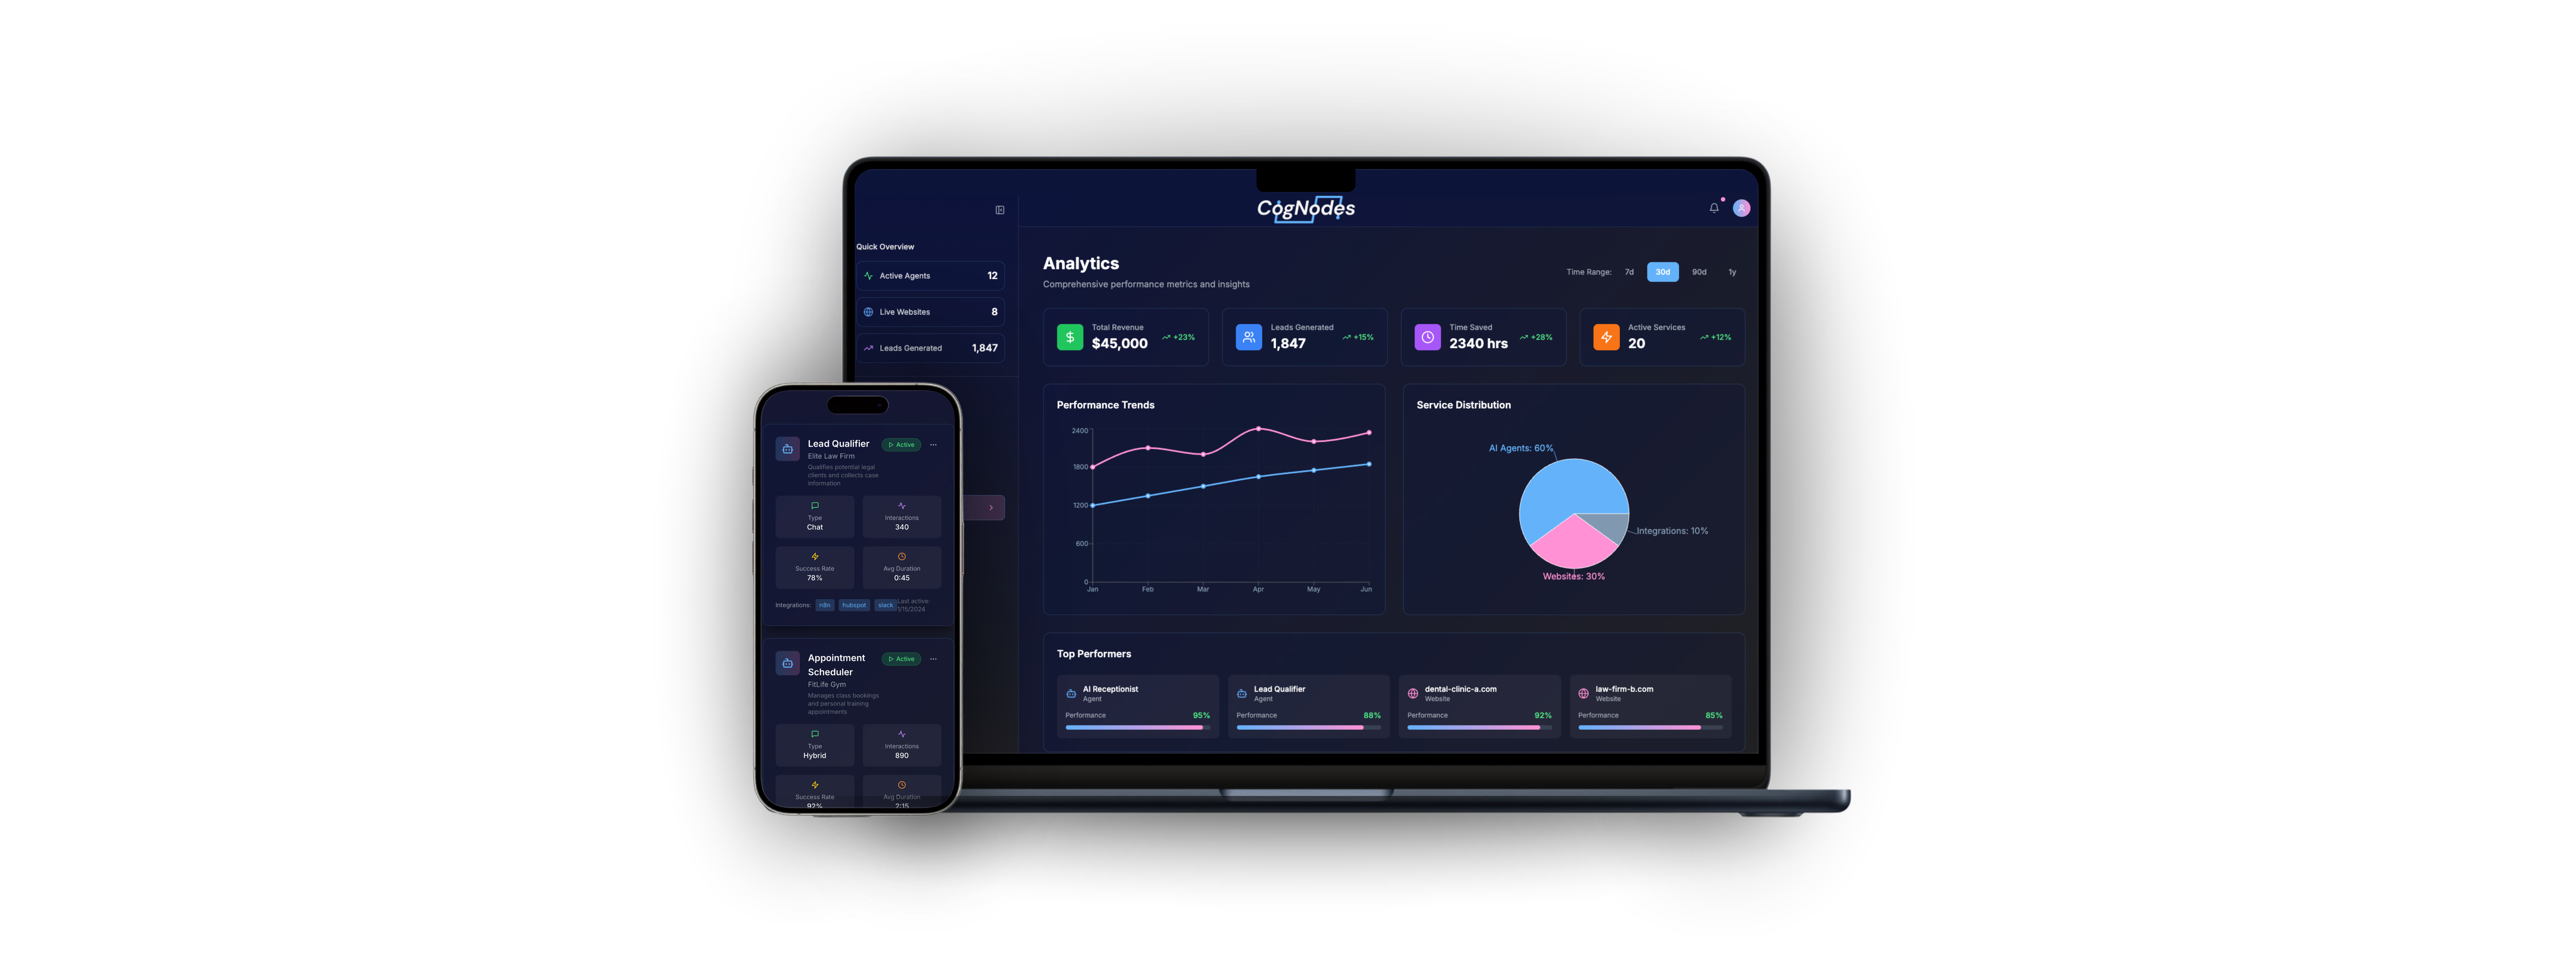 CogNodes
Quick Overview
Active Agents 12
Live Websites 8
Leads Generated 1,847
Analytics
Comprehensive performance metrics and insights
Time Range: 7d 30d 90d 1y
Total Revenue
$45,000 +23%
Leads Generated
1,847 +15%
Time Saved
2340 hrs +28%
Active Services
20 +12%
Performance Trends
2400
1800
1200
600
0
Jan Feb Mar Apr May Jun
Service Distribution
AI Agents: 60%
Integrations: 10%
Websites: 30%
Top Performers
AI Receptionist
Agent
Performance 95%
Lead Qualifier
Agent
Performance 88%
dental-clinic-a.com
Website
Performance 92%
law-firm-b.com
Website
Performance 85%
Lead Qualifier Active
Elite Law Firm
Qualifies potential legal
clients and collects case
information
Type
Chat
Interactions
340
Success Rate
78%
Avg Duration
0:45
Integrations: n8n hubspot slack Last active:
1/15/2024
Appointment Active
Scheduler
FitLife Gym
Manages class bookings
and personal training
appointments
Type
Hybrid
Interactions
890
Success Rate
92%
Avg Duration
2:15